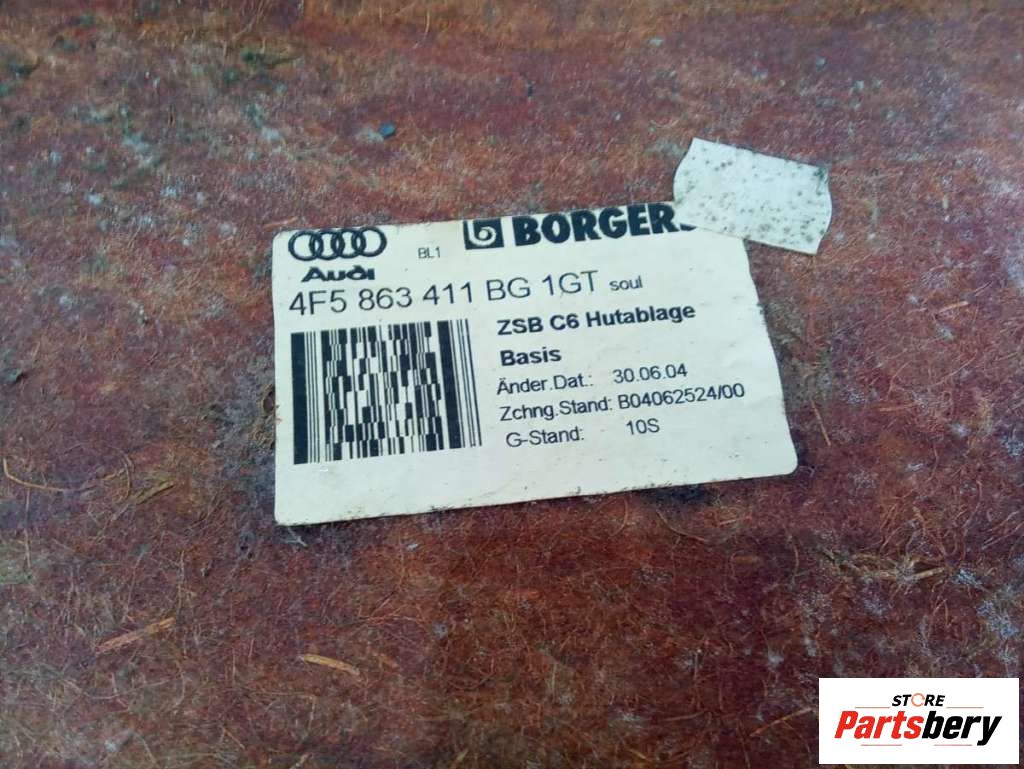 Audi
BL1
BORGERS
4F5 863 411 BG 1GT soul
ZSB C6 Hutablage
Basis
Änder.Dat.: 30.06.04
Zchng.Stand: B04062524/00
G-Stand: 10S
STORE
Partsbery